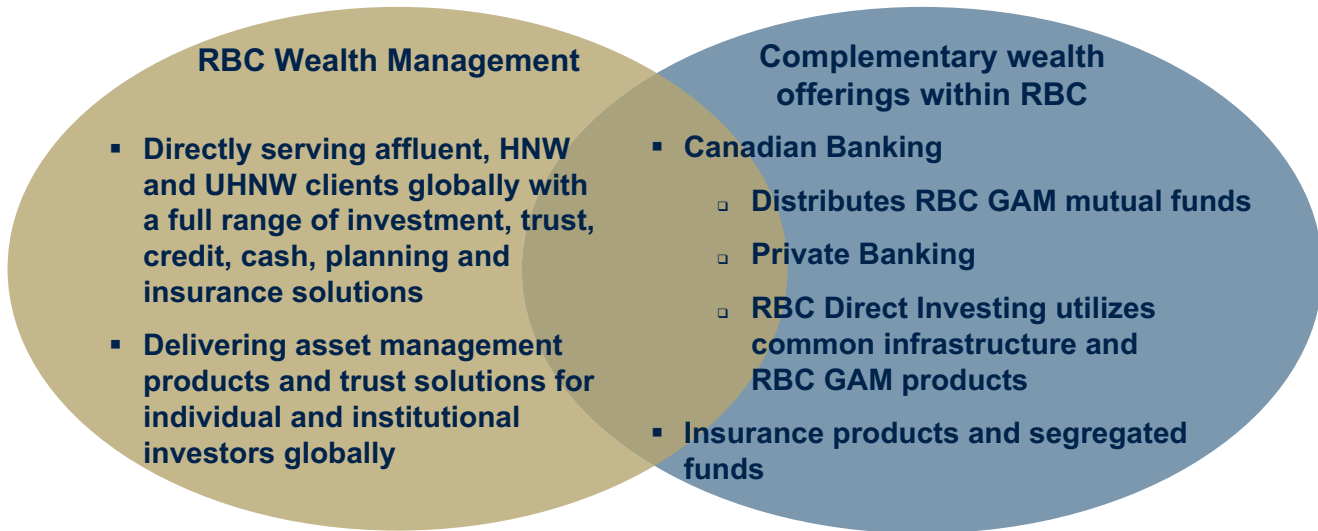 RBC Wealth Management
▪ Directly serving affluent, HNW
and UHNW clients globally with
a full range of investment, trust,
credit, cash, planning and
insurance solutions
▪ Delivering asset management
products and trust solutions for
individual and institutional
investors globally
Complementary wealth
offerings within RBC
▪ Canadian Banking
❑ Distributes RBC GAM mutual funds
❑ Private Banking
❑ RBC Direct Investing utilizes
common infrastructure and
RBC GAM products
▪ Insurance products and segregated
funds